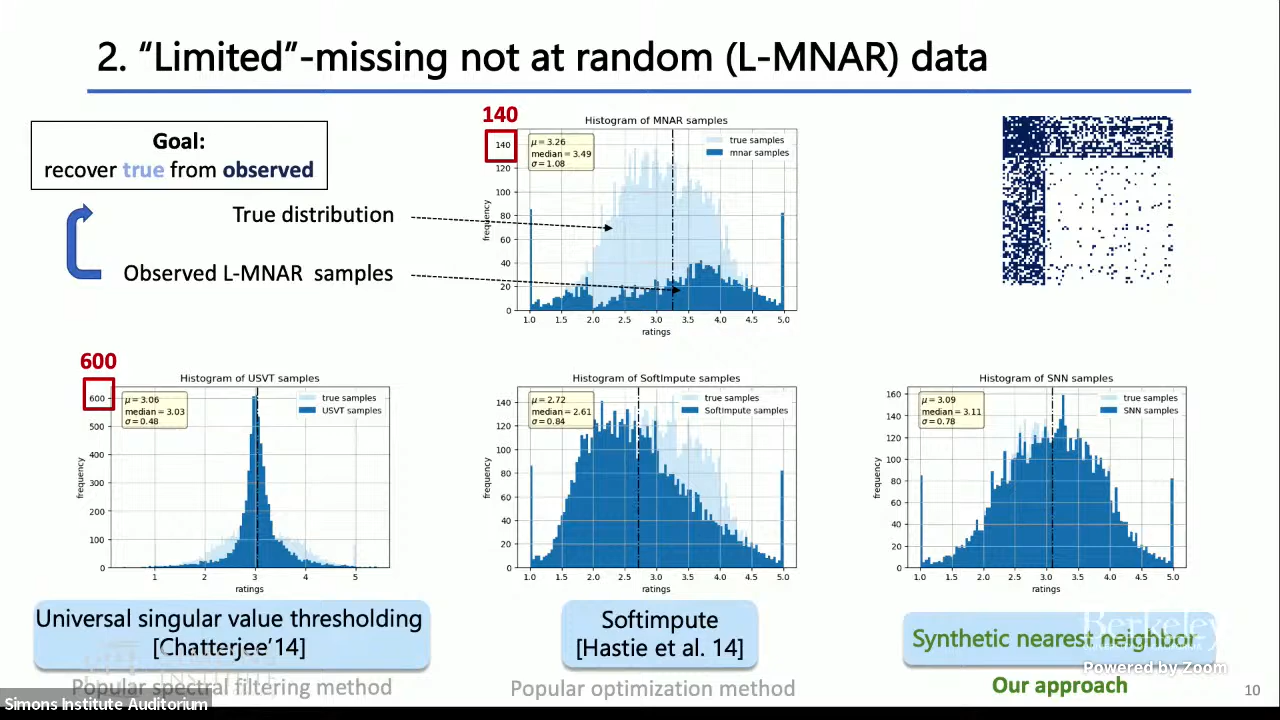 2. “Limited”-missing not at random (L-MNAR) data
Goal:
recover true from observed
True distribution
Observed L-MNAR samples
140
Histogram of MNAR samples
μ = 3.26
median = 3.49
σ = 1.08
true samples
mnar samples
frequency
140
120
100
80
60
40
20
0
1.0 1.5 2.0 2.5 3.0 3.5 4.0 4.5 5.0
ratings
600
Histogram of USVT samples
μ = 3.06
median = 3.03
σ = 0.48
true samples
USVT samples
frequency
600
500
400
300
200
100
0
1 2 3 4 5
ratings
Histogram of SoftImpute samples
μ = 2.72
median = 2.61
σ = 0.84
true samples
SoftImpute samples
frequency
140
120
100
80
60
40
20
0
1.0 1.5 2.0 2.5 3.0 3.5 4.0 4.5 5.0
ratings
Histogram of SNN samples
μ = 3.09
median = 3.11
σ = 0.78
true samples
SNN samples
frequency
160
140
120
100
80
60
40
20
0
1.0 1.5 2.0 2.5 3.0 3.5 4.0 4.5 5.0
ratings
Universal singular value thresholding
[Chatterjee’14]
Popular spectral filtering method
Softimpute
[Hastie et al. 14]
Popular optimization method
Synthetic nearest neighbor
Our approach
Berkeley
Powered by Zoom
INSTITUTE
Simons Institute Auditorium
10